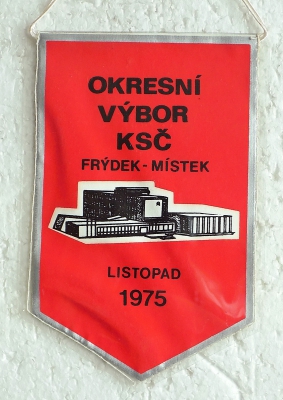 OKRESNÍ
VÝBOR
KSČ
FRÝDEK - MÍSTEK
LISTOPAD
1975